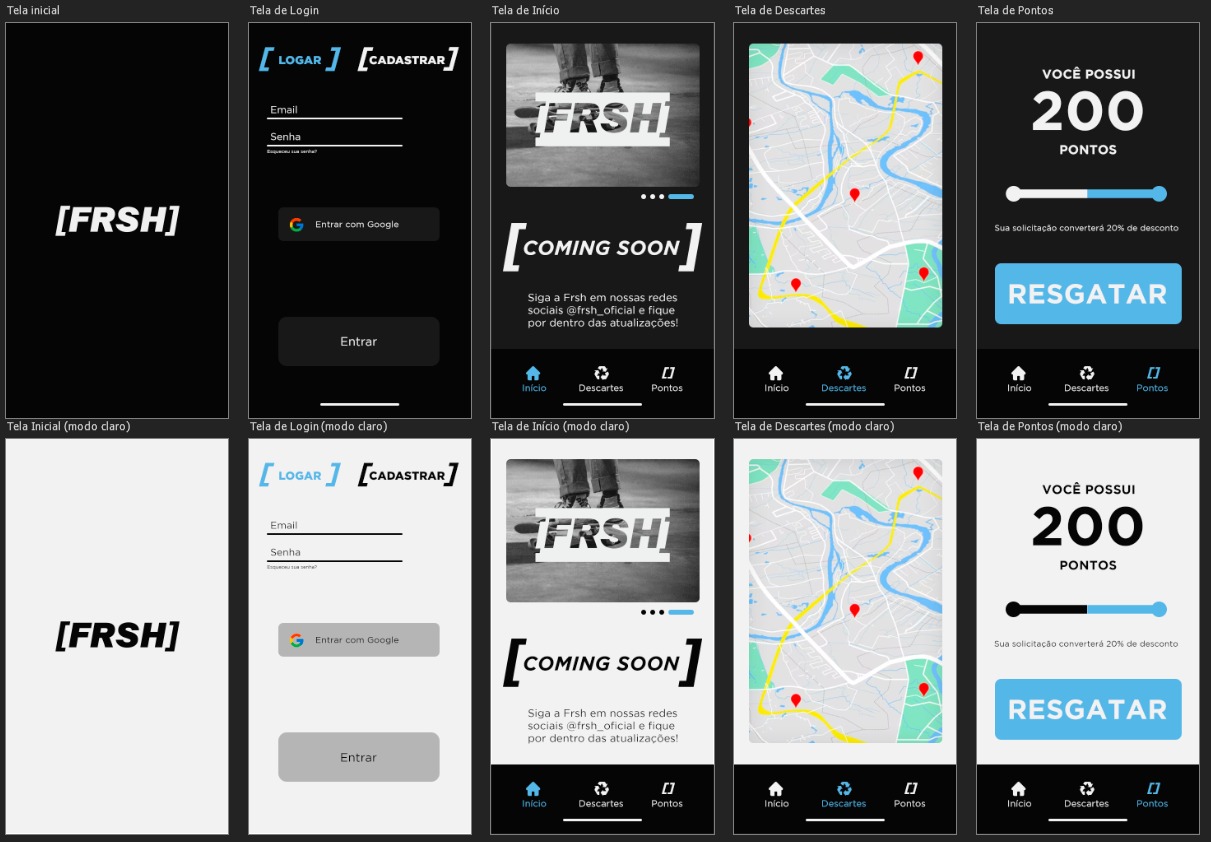 Tela inicial
[FRSH]
Tela de Login
[ LOGAR ] [CADASTRAR]
Email
Senha
Esqueceu sua senha?
Entrar com Google
Entrar
Tela de Início
[FRSH]
[COMING SOON]
Siga a Frsh em nossas redes
sociais @frsh_oficial e fique
por dentro das atualizações!
Início Descartes Pontos
Tela de Descartes
Início Descartes Pontos
Tela de Pontos
VOCÊ POSSUI
200
PONTOS
Sua solicitação converterá 20% de desconto
RESGATAR
Início Descartes Pontos
Tela Inicial (modo claro)
[FRSH]
Tela de Login (modo claro)
[ LOGAR ] [CADASTRAR]
Email
Senha
Esqueceu sua senha?
Entrar com Google
Entrar
Tela de Início (modo claro)
[FRSH]
[COMING SOON]
Siga a Frsh em nossas redes
sociais @frsh_oficial e fique
por dentro das atualizações!
Início Descartes Pontos
Tela de Descartes (modo claro)
Início Descartes Pontos
Tela de Pontos (modo claro)
VOCÊ POSSUI
200
PONTOS
Sua solicitação converterá 20% de desconto
RESGATAR
Início Descartes Pontos